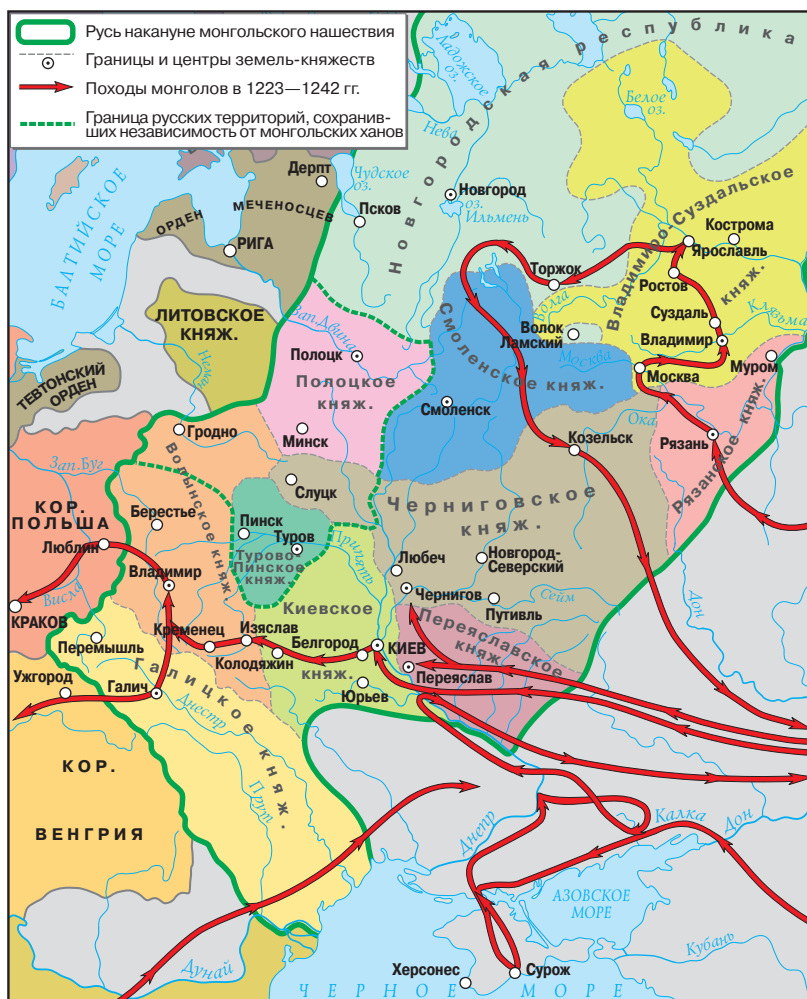 Русь накануне монгольского нашествия
Границы и центры земель-княжеств
Походы монголов в 1223—1242 гг.
Граница русских территорий, сохранив-
ших независимость от монгольских ханов
Новгородская республика
Ладожское
оз.
Белое
оз.
Нева
БАЛТИЙСКОЕ
МОРЕ
Дерпт
Чудское
оз.
ОРДЕН МЕЧЕНОСЦЕВ
Псков
Новгород
оз.
Ильмень
РИГА
Владимиро-Суздальское
княж.
Кострома
Ярославль
Торжок
Ростов
Волга
Суздаль
Клязьма
Волок
Ламский
Владимир
Москва
Муром
Москва
ЛИТОВСКОЕ
КНЯЖ.
Зап. Двина
Неман
Полоцк
Полоцкое
княж.
Смоленское княж.
Смоленск
ТЕВТОНСКИЙ
ОРДЕН
Минск
Гродно
Ока
Козельск
Рязань
Рязанское княж.
Зап. Буг
Волынское княж.
Слуцк
Черниговское
княж.
КОР.
ПОЛЬША
Берестье
Пинск
Туров
Турово-
Пинское
княж.
Припять
Люблин
Любеч
Новгород-
Северский
Владимир
Чернигов
Сейм
Путивль
Дон
Висла
КРАКОВ
Киевское
княж.
Переяславское
княж.
Кременец
Изяслав
Колодяжин
Белгород
КИЕВ
Переяслав
Юрьев
Перемышль
Галицкое княж.
Ужгород
Галич
Днестр
КОР.
ВЕНГРИЯ
Прут
Днепр
Калка
Дон
АЗОВСКОЕ
МОРЕ
Кубань
Дунай
Херсонес
Сурож
ЧЕРНОЕ МОРЕ